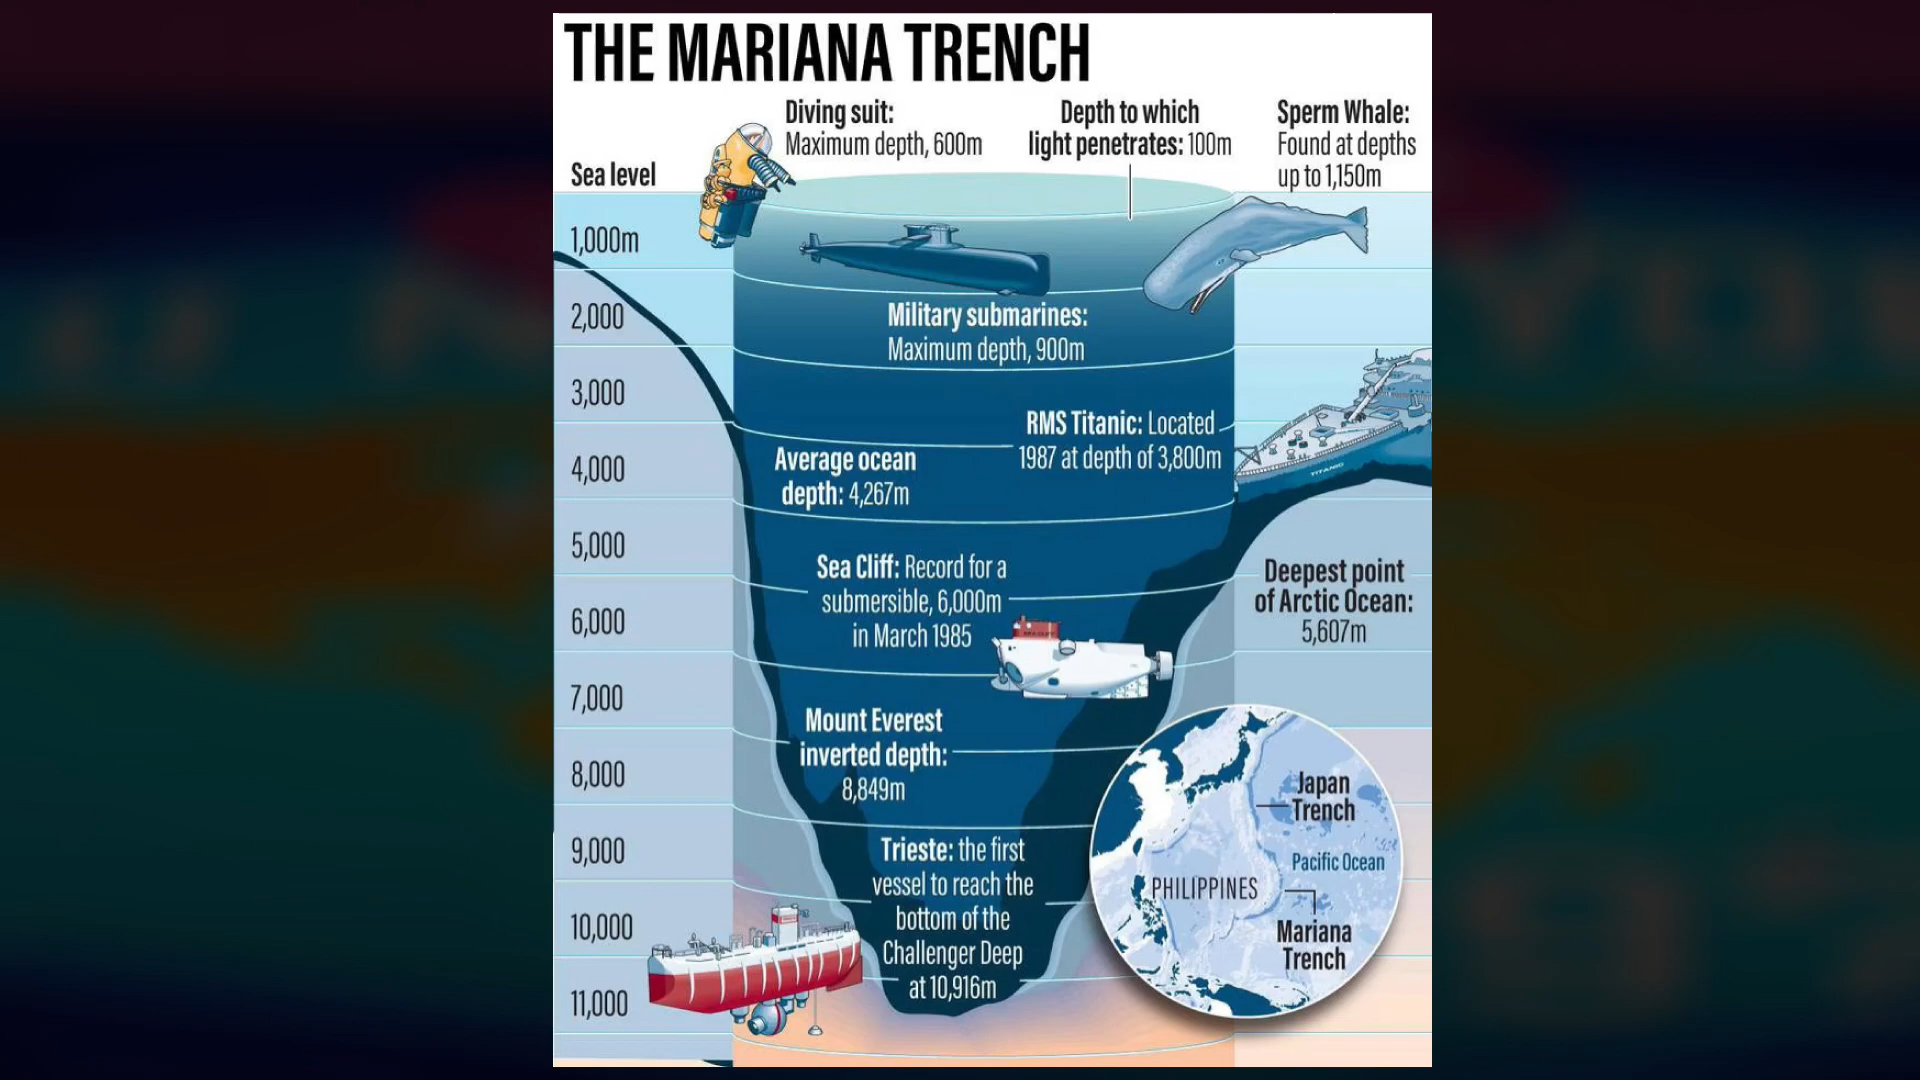 THE MARIANA TRENCH
Diving suit:
Maximum depth, 600m
Depth to which
light penetrates: 100m
Sperm Whale:
Found at depths
up to 1,150m
Sea level
1,000m
2,000
3,000
4,000
5,000
6,000
7,000
8,000
9,000
10,000
11,000
Military submarines:
Maximum depth, 900m
RMS Titanic: Located
1987 at depth of 3,800m
TITANIC
Average ocean
depth: 4,267m
Sea Cliff: Record for a
submersible, 6,000m
in March 1985
SEA CLIFF
Deepest point
of Arctic Ocean:
5,607m
Mount Everest
inverted depth:
8,849m
Trieste: the first
vessel to reach the
bottom of the
Challenger Deep
at 10,916m
Japan
Trench
Pacific Ocean
PHILIPPINES
Mariana
Trench